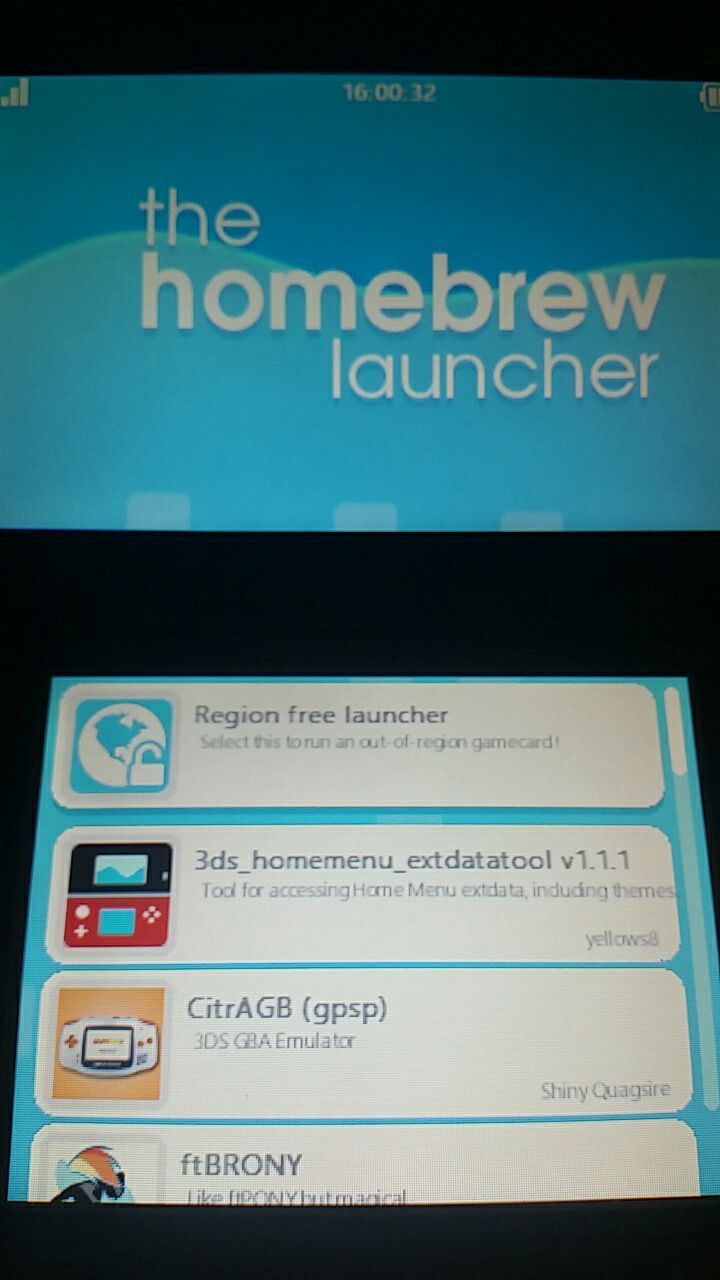 16:00:32
the
homebrew
launcher
Region free launcher
Select this to run an out-of-region gamecard!
3ds_homemenu_extdatatool v1.1.1
Tool for accessing Home Menu extdata, including themes
yellows8
CitrAGB (gpsp)
3DS GBA Emulator
Shiny Quagsire
ftBRONY
Like ftPONY but magical